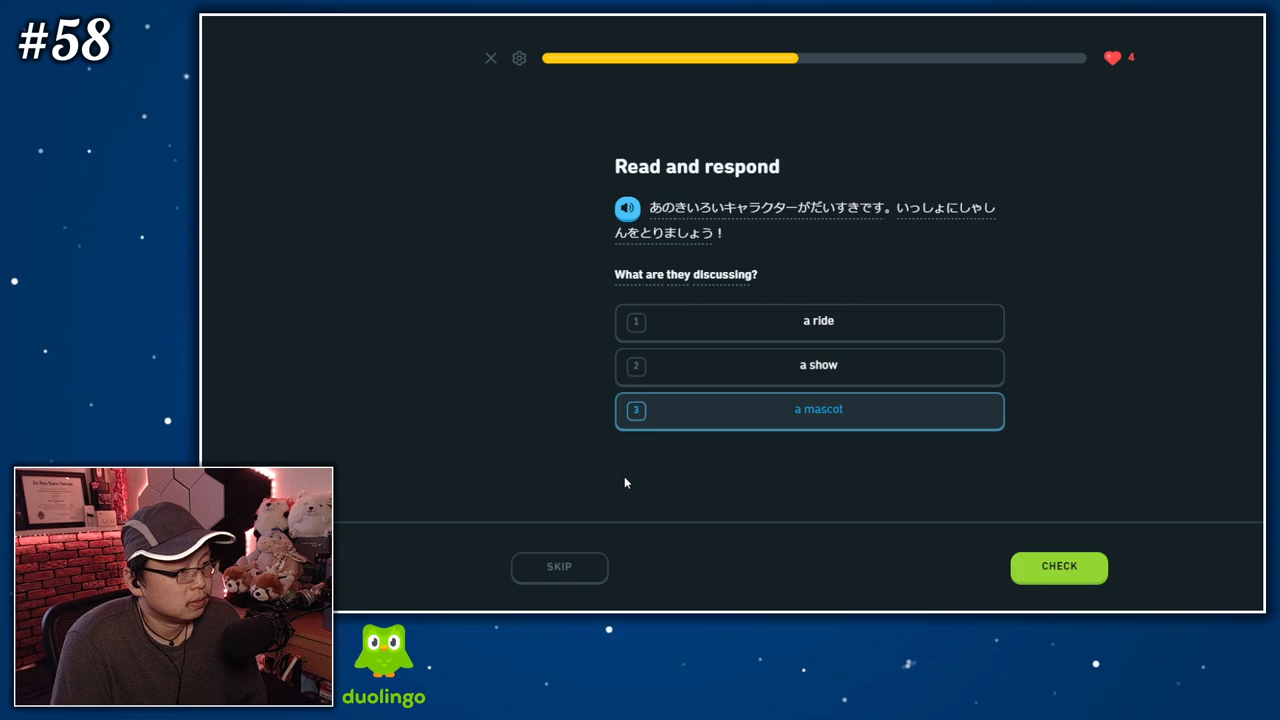 #58
4
Read and respond
あのきいろいキャラクターがだいすきです。いっしょにしゃし
んをとりましょう！
What are they discussing?
1 a ride
2 a show
3 a mascot
SKIP
CHECK
duolingo